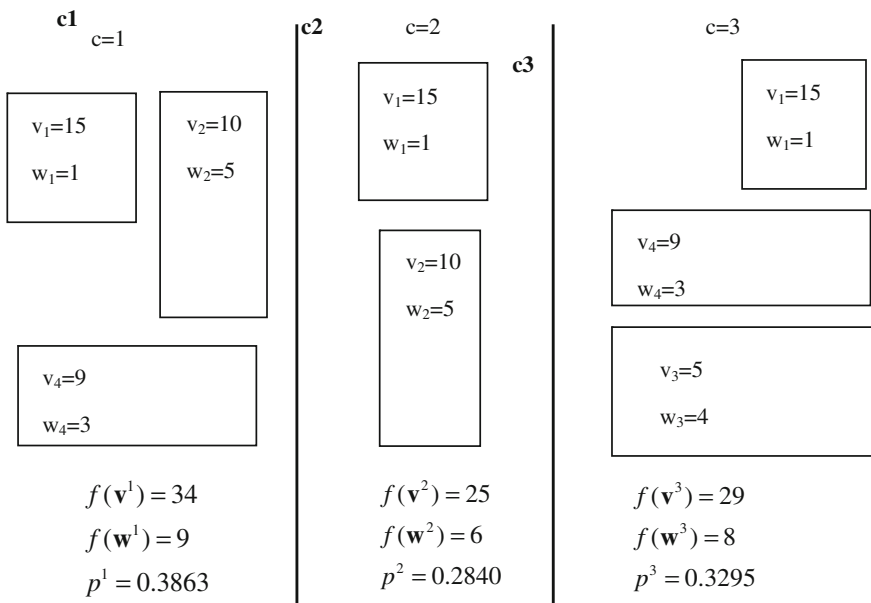 c1
c=1
v₁=15
w₁=1
v₂=10
w₂=5
v₄=9
w₄=3
f(v¹) = 34
f(w¹) = 9
p¹ = 0.3863
c2
c=2
v₁=15
w₁=1
v₂=10
w₂=5
f(v²) = 25
f(w²) = 6
p² = 0.2840
c3
c=3
v₁=15
w₁=1
v₄=9
w₄=3
v₃=5
w₃=4
f(v³) = 29
f(w³) = 8
p³ = 0.3295